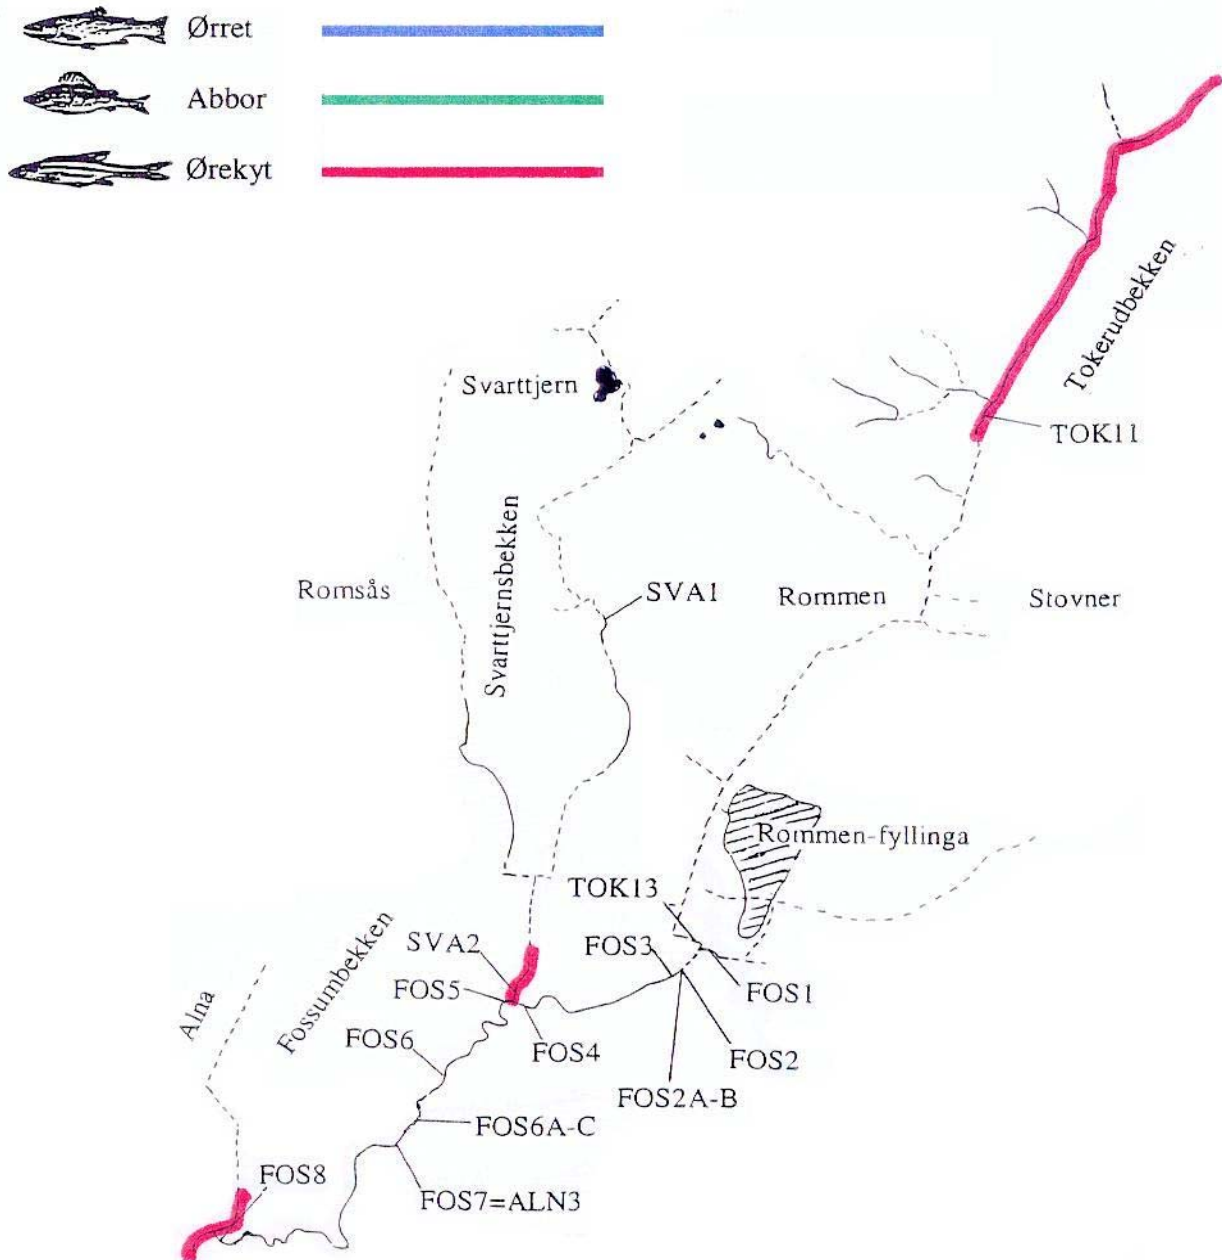 Ørret
Abbor
Ørekyt
Tokerudbekken
Svarttjern
TOK11
Svarttjernsbekken
Romsås
SVA1
Rommen
Stovner
Rommen-fyllinga
TOK13
SVA2
FOS3
FOS5
FOS1
Fossumbekken
Alna
FOS6
FOS4
FOS2
FOS2A-B
FOS6A-C
FOS8
FOS7=ALN3